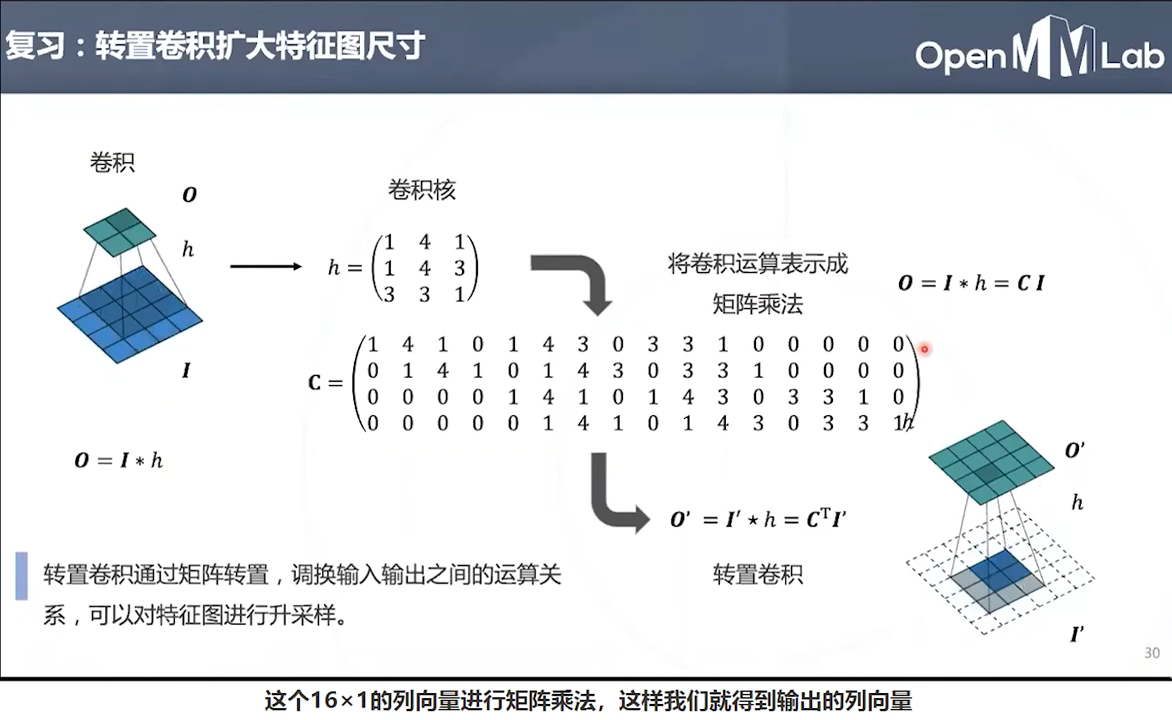 复习：转置卷积扩大特征图尺寸
OpenMMLab
卷积
O
h
I
O = I ∗ h
卷积核
h = (1 4 1
1 4 3
3 3 1)
将卷积运算表示成
矩阵乘法
O = I ∗ h = C I
C = (1 4 1 0 1 4 3 0 3 3 1 0 0 0 0 0
0 1 4 1 0 1 4 3 0 3 3 1 0 0 0 0
0 0 0 0 1 4 1 0 1 4 3 0 3 3 1 0
0 0 0 0 0 1 4 1 0 1 4 3 0 3 3 1)
h
O' = I' ⋆ h = CᵀI'
转置卷积
O'
h
I'
转置卷积通过矩阵转置，调换输入输出之间的运算关
系，可以对特征图进行升采样。
30
这个16×1的列向量进行矩阵乘法，这样我们就得到输出的列向量